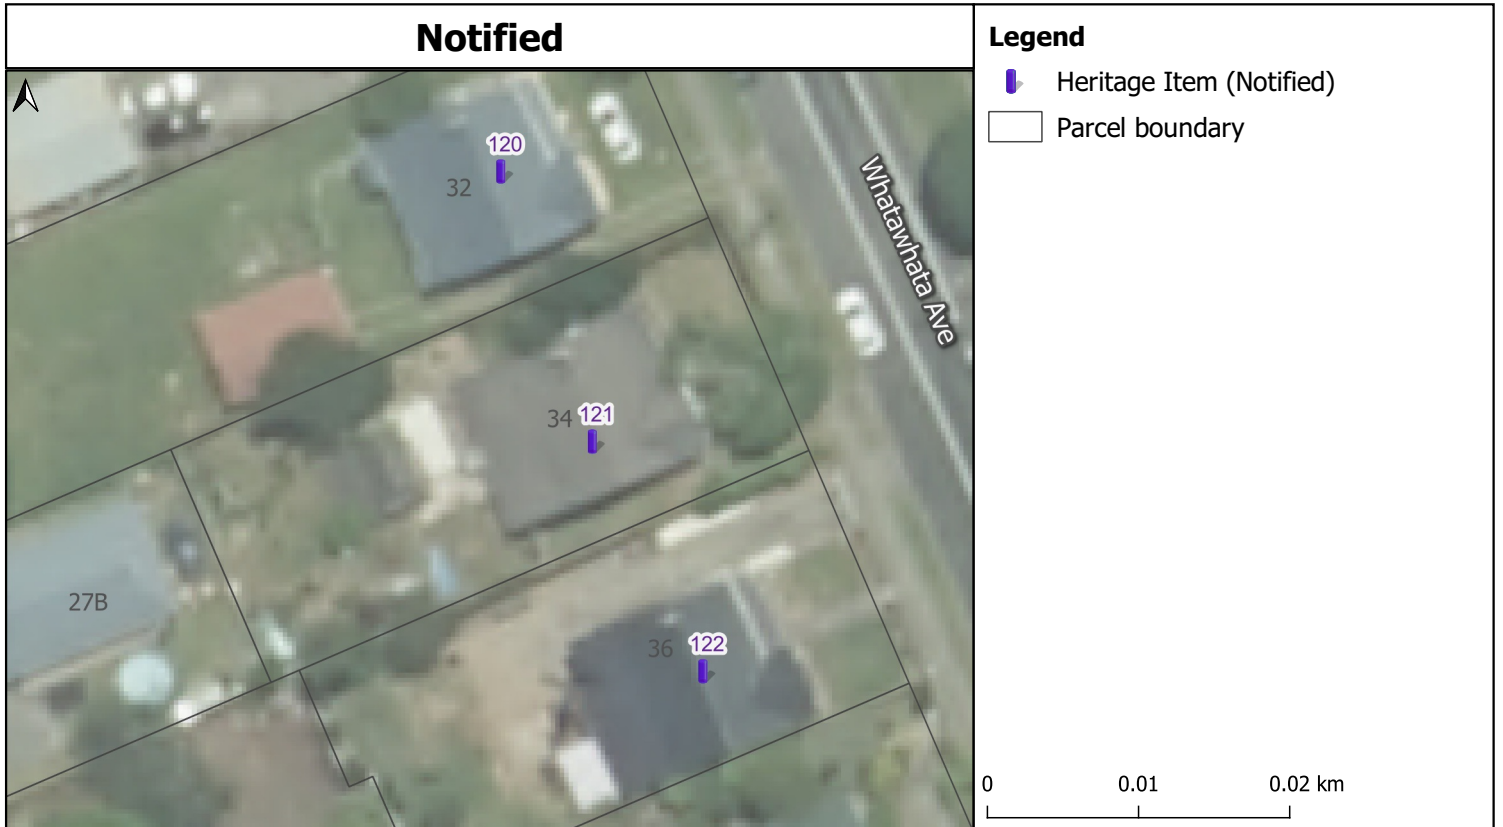 Notified
Legend
Heritage Item (Notified)
Parcel boundary
120
32
Whatawhata Ave
34 121
27B
36 122
0 0.01 0.02 km